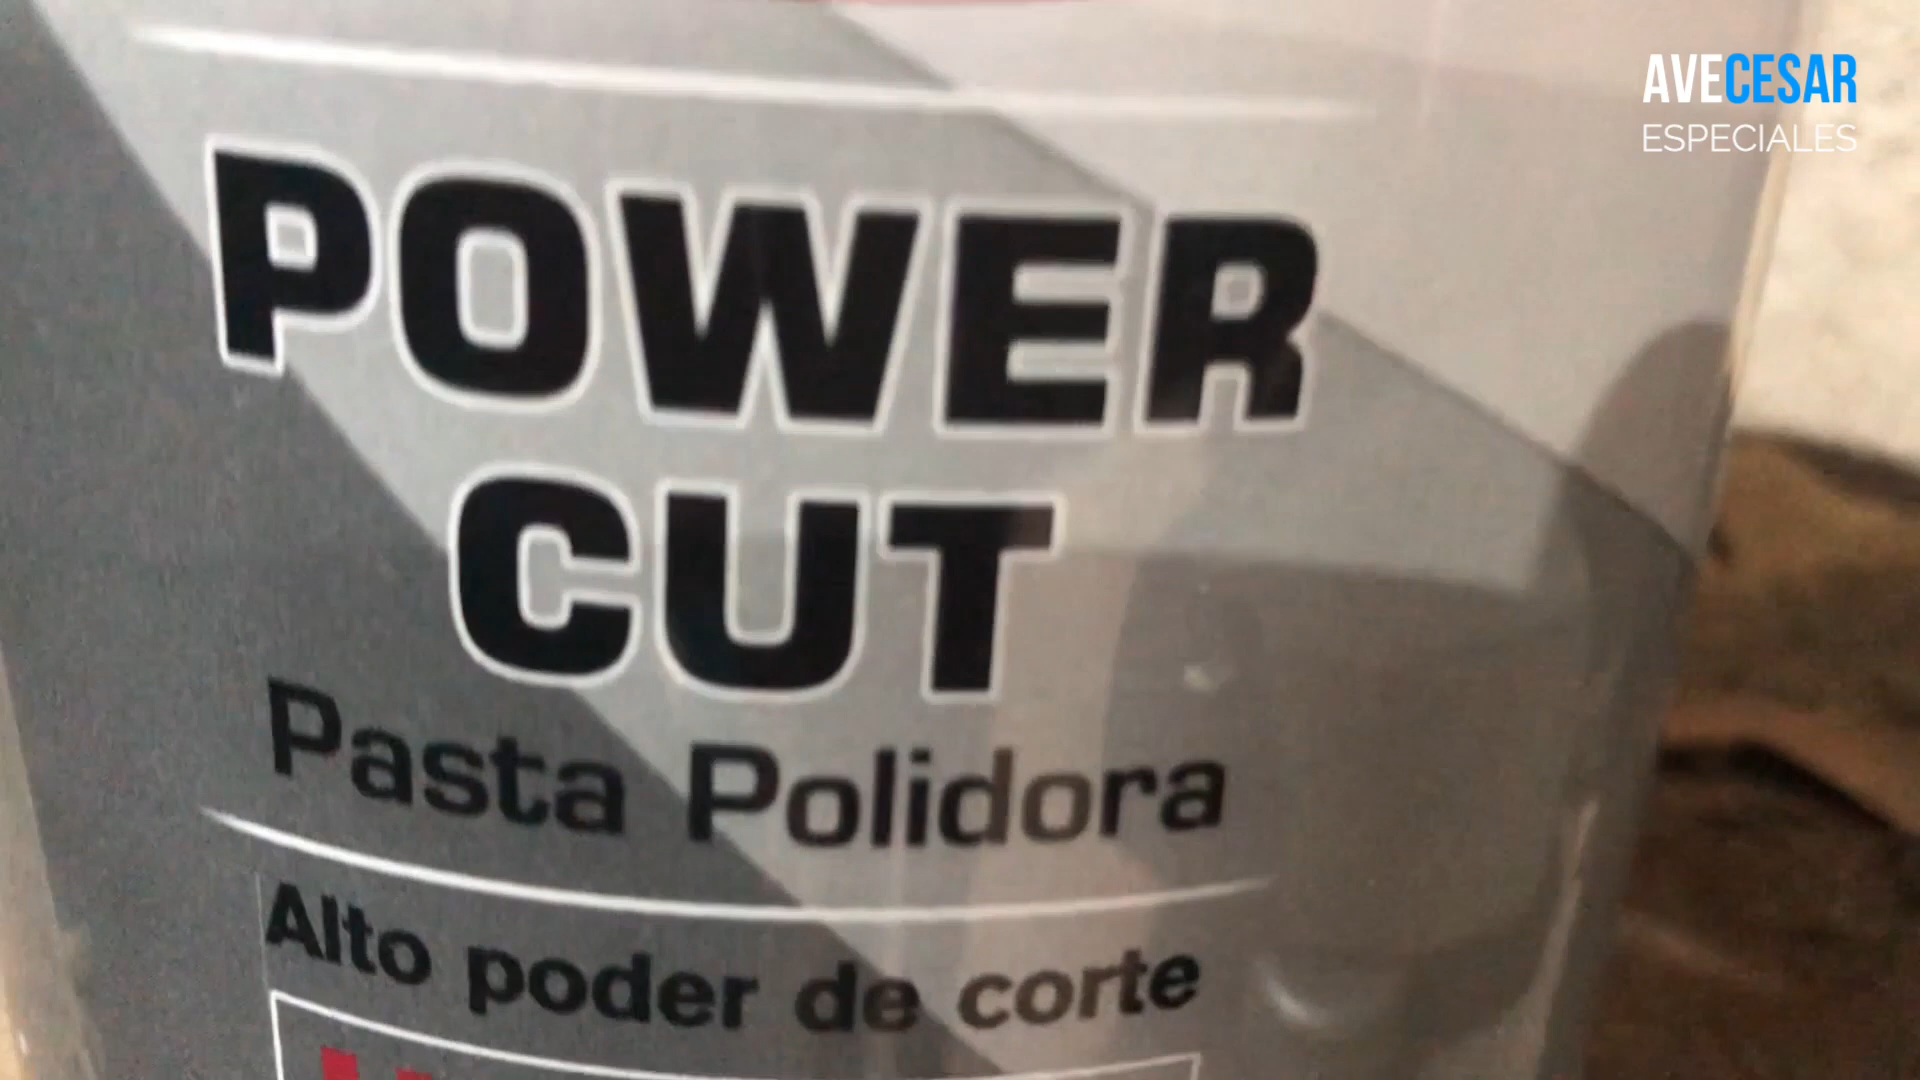 AVECESAR
ESPECIALES
POWER
CUT
Pasta Polidora
Alto poder de corte